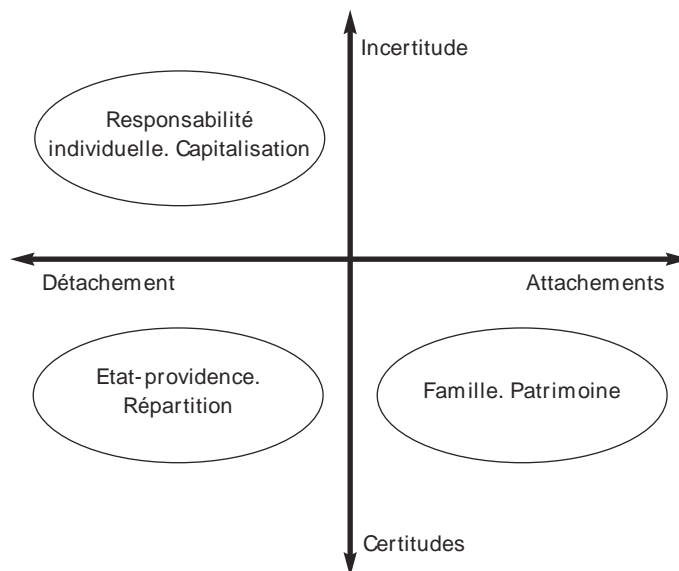 Incertitude
Responsabilité
individuelle. Capitalisation
Détachement
Attachements
Etat-providence.
Répartition
Famille. Patrimoine
Certitudes